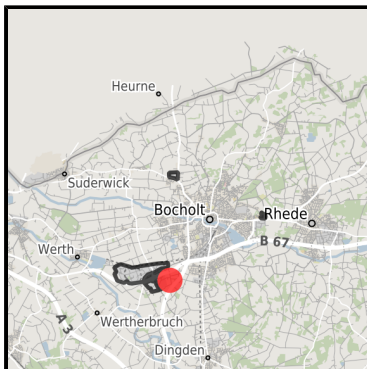 Heurne
Suderwick
Bocholt
Rhede
B 67
Werth
A 3
Wertherbruch
Dingden